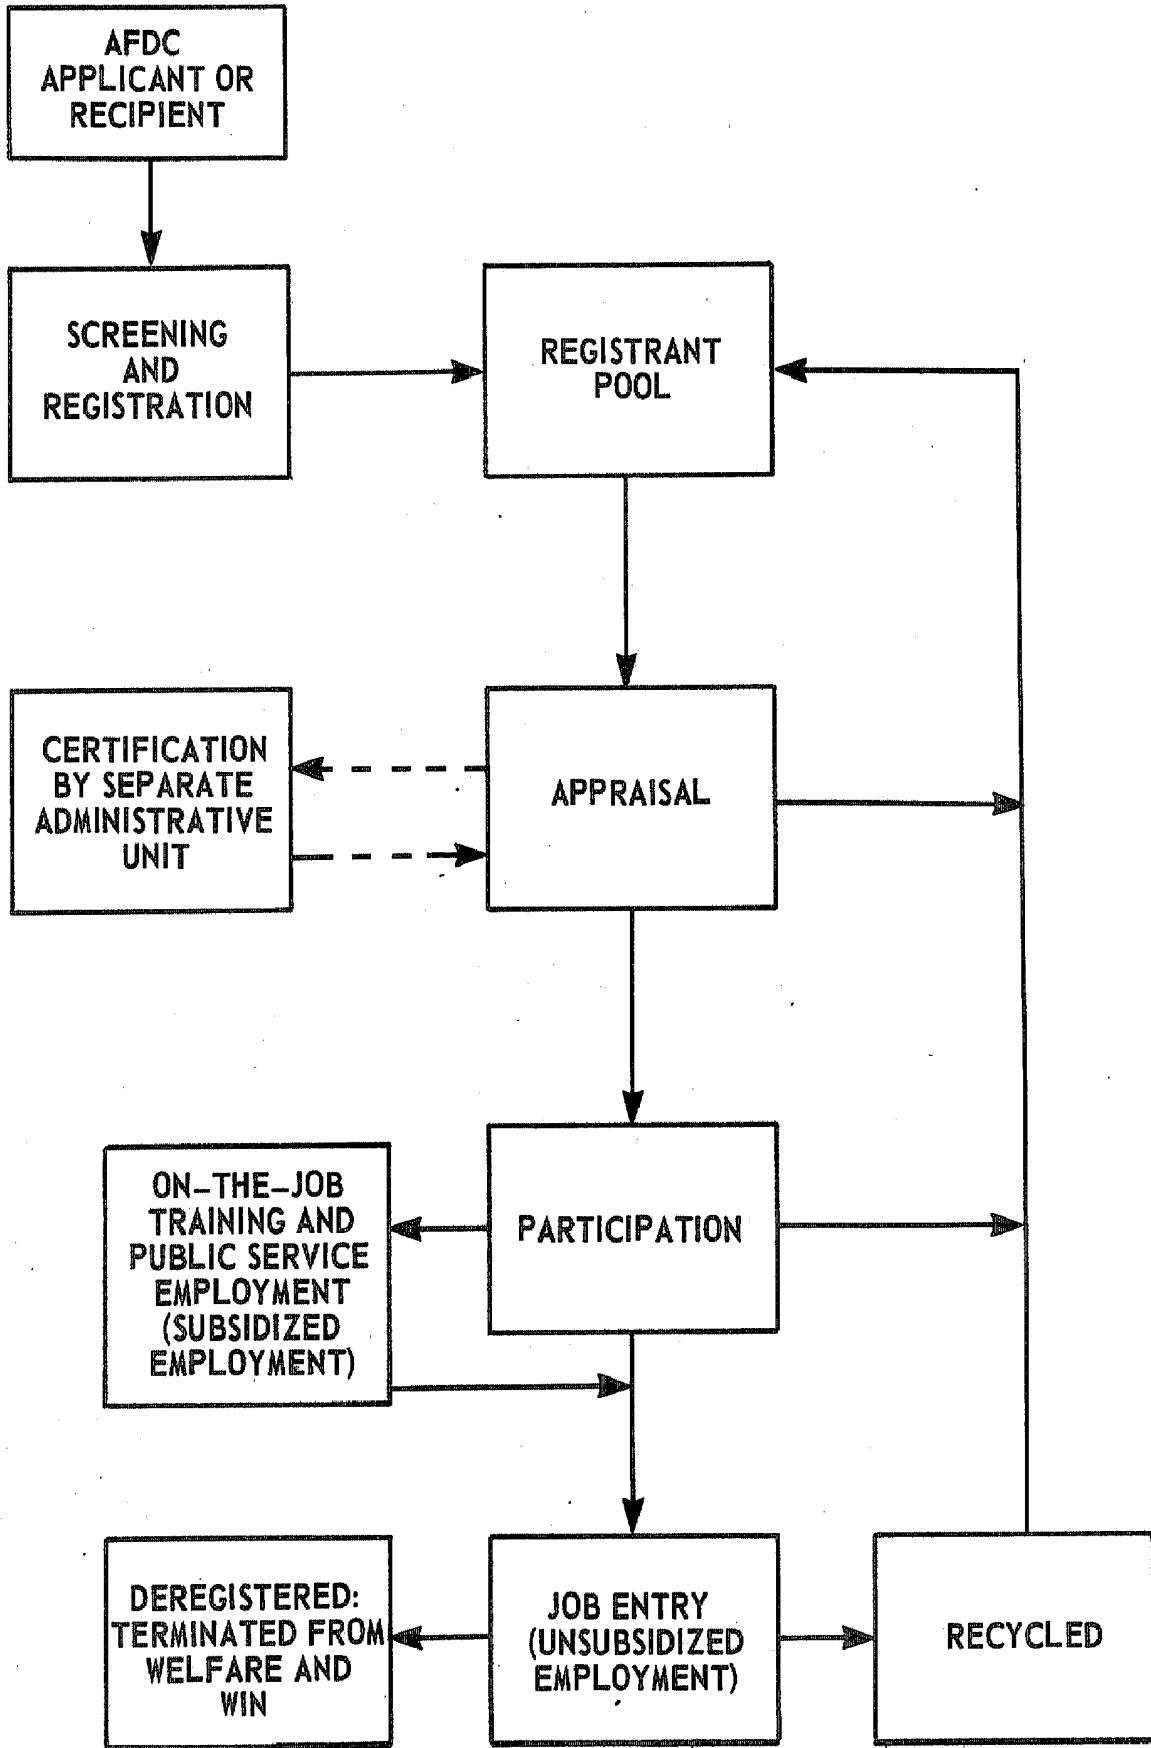 AFDC
APPLICANT OR
RECIPIENT
SCREENING
AND
REGISTRATION
REGISTRANT
POOL
CERTIFICATION
BY SEPARATE
ADMINISTRATIVE
UNIT
APPRAISAL
ON–THE–JOB
TRAINING AND
PUBLIC SERVICE
EMPLOYMENT
(SUBSIDIZED
EMPLOYMENT)
PARTICIPATION
DEREGISTERED:
TERMINATED FROM
WELFARE AND
WIN
JOB ENTRY
(UNSUBSIDIZED
EMPLOYMENT)
RECYCLED